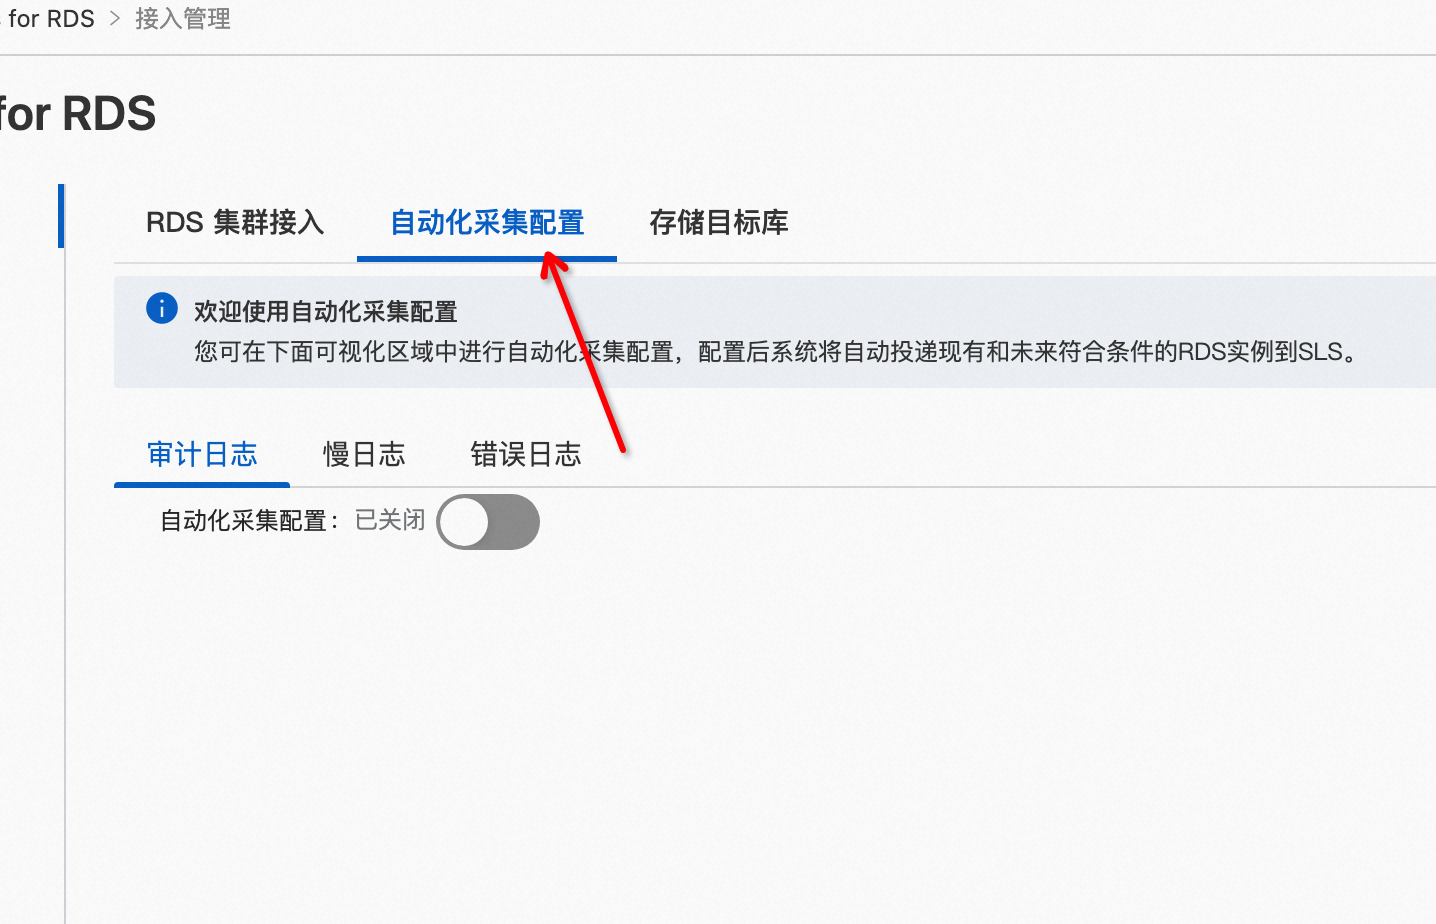 for RDS > 接入管理
for RDS
RDS 集群接入 自动化采集配置 存储目标库
欢迎使用自动化采集配置
您可在下面可视化区域中进行自动化采集配置，配置后系统将自动投递现有和未来符合条件的RDS实例到SLS。
审计日志 慢日志 错误日志
自动化采集配置： 已关闭